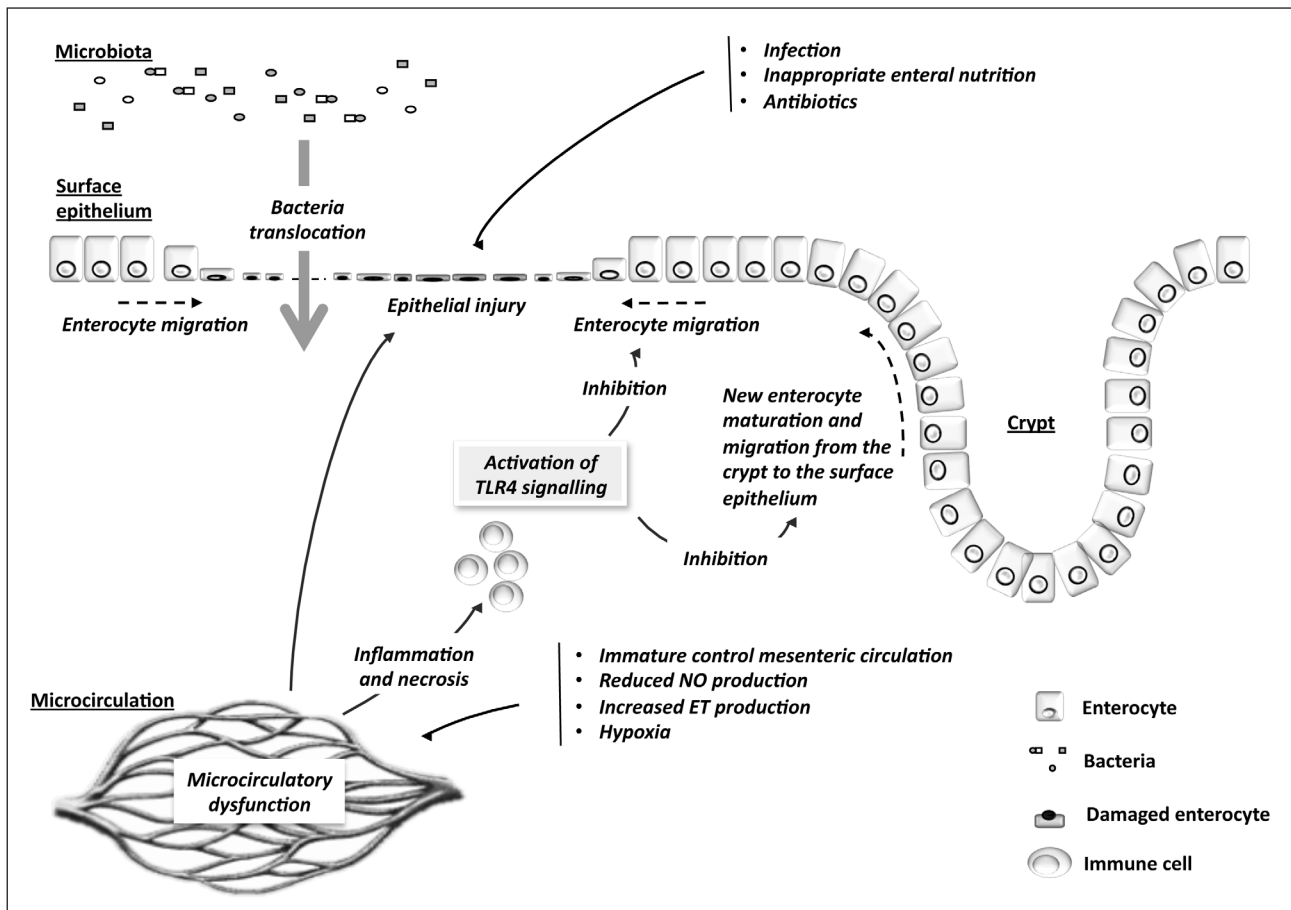 Microbiota
• Infection
• Inappropriate enteral nutrition
• Antibiotics
Surface
epithelium
Bacteria
translocation
Enterocyte migration
Epithelial injury
Enterocyte migration
Inhibition
New enterocyte
maturation and
migration from the
crypt to the surface
epithelium
Crypt
Activation of
TLR4 signalling
Inhibition
Inflammation
and necrosis
• Immature control mesenteric circulation
• Reduced NO production
• Increased ET production
• Hypoxia
Microcirculation
Microcirculatory
dysfunction
Enterocyte
Bacteria
Damaged enterocyte
Immune cell